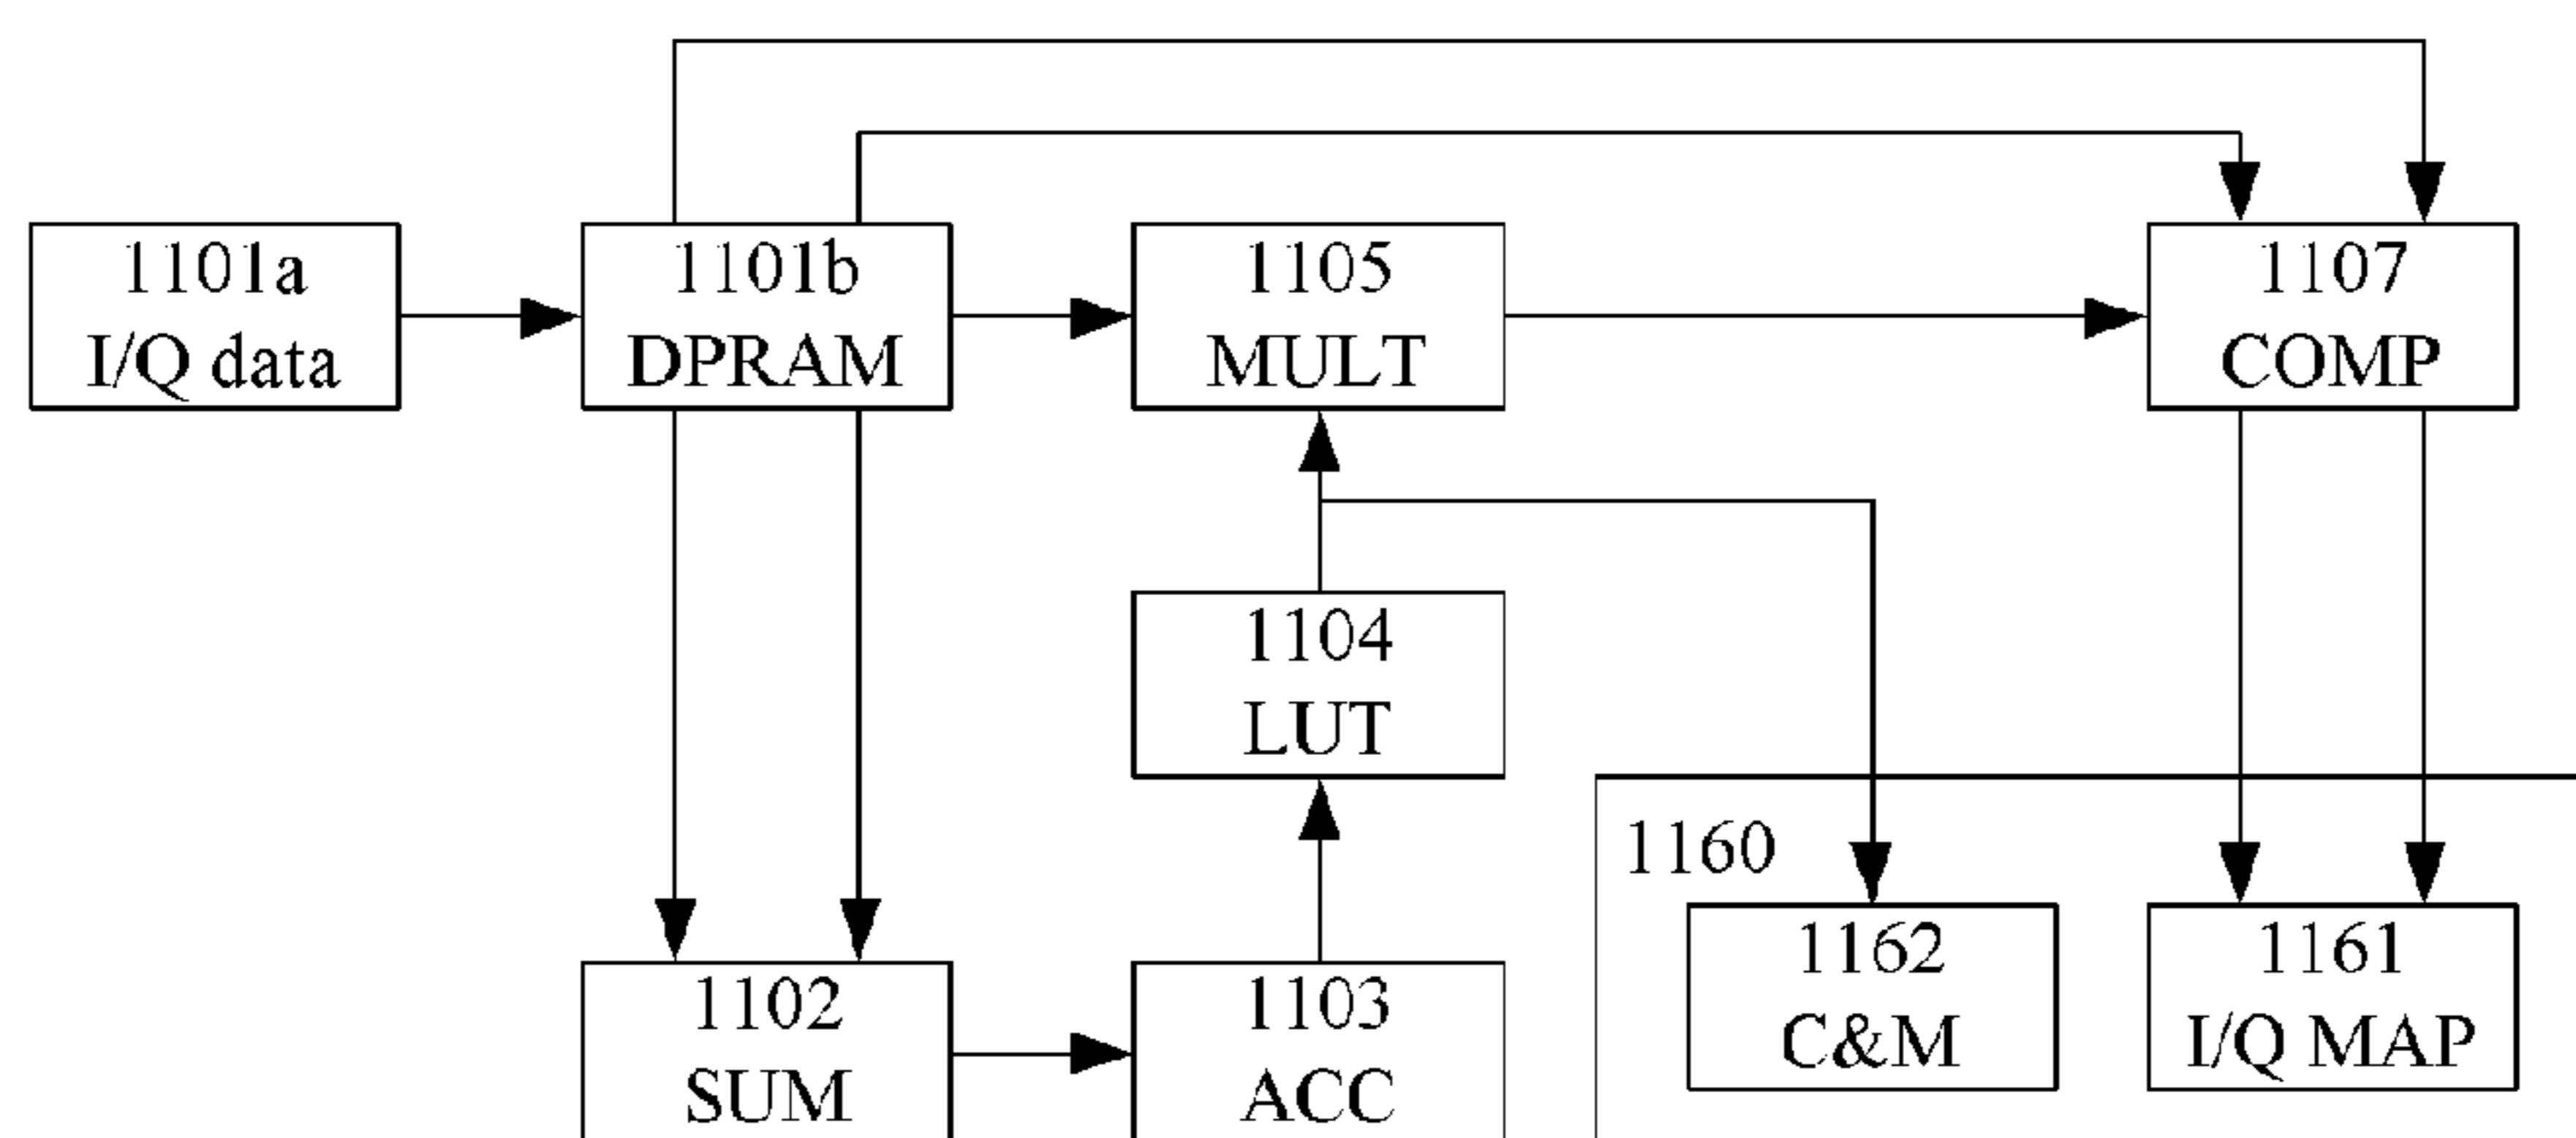 1101a
I/Q data
1101b
DPRAM
1105
MULT
1107
COMP
1104
LUT
1160
1162
C&M
1161
I/Q MAP
1102
SUM
1103
ACC